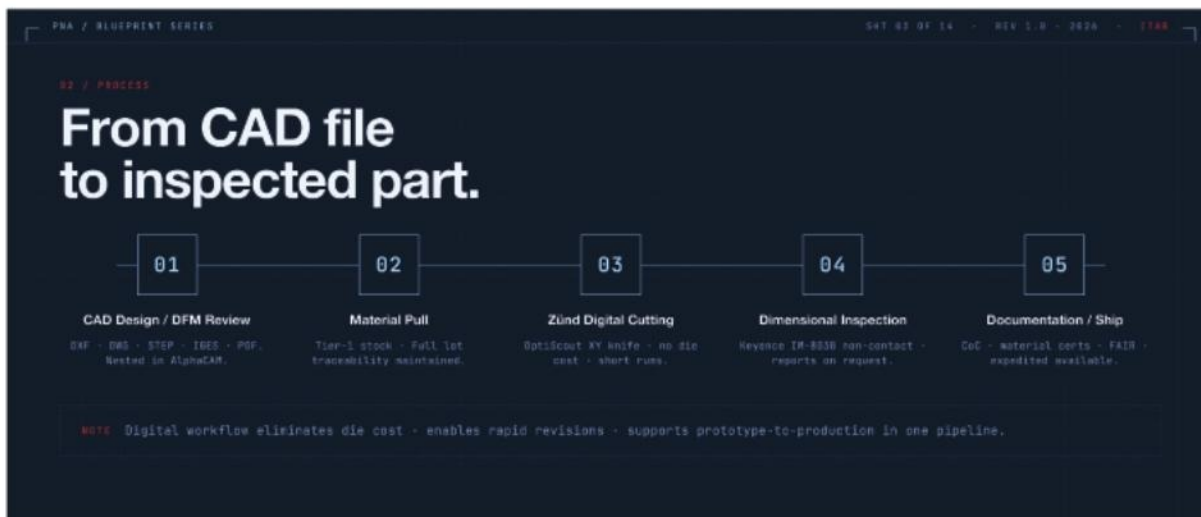 PNA / BLUEPRINT SERIES
SHT 03 OF 14 · REV 1.0 · 2026 · ITAR
02 / PROCESS
From CAD file
to inspected part.
01
02
03
04
05
CAD Design / DFM Review
DXF · DWG · STEP · IGES · PDF.
Nested in AlphaCAM.
Material Pull
Tier-1 stock · Full lot
traceability maintained.
Zünd Digital Cutting
OptiScout XY knife · no die
cost · short runs.
Dimensional Inspection
Keyence non-contact ·
reports on request.
Documentation / Ship
CoC · material certs · FAIR ·
expedited available.
NOTE Digital workflow eliminates die cost · enables rapid revisions · supports prototype-to-production in one pipeline.